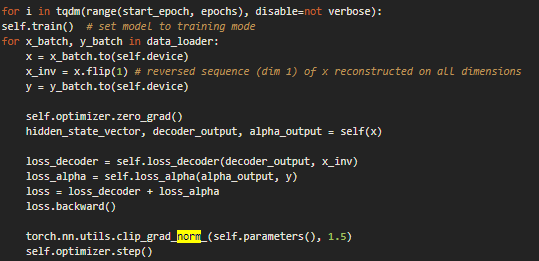 for i in tqdm(range(start_epoch, epochs), disable=not verbose):
self.train()  # set model to training mode
for x_batch, y_batch in data_loader:
    x = x_batch.to(self.device)
    x_inv = x.flip(1) # reversed sequence (dim 1) of x reconstructed on all dimensions
    y = y_batch.to(self.device)

    self.optimizer.zero_grad()
    hidden_state_vector, decoder_output, alpha_output = self(x)

    loss_decoder = self.loss_decoder(decoder_output, x_inv)
    loss_alpha = self.loss_alpha(alpha_output, y)
    loss = loss_decoder + loss_alpha
    loss.backward()

    torch.nn.utils.clip_grad_norm_(self.parameters(), 1.5)
    self.optimizer.step()